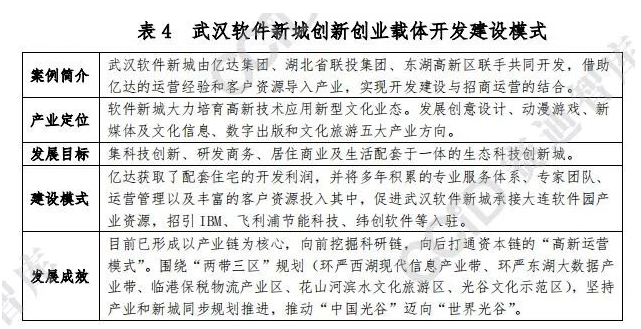 表 4 武汉软件新城创新创业载体开发建设模式
案例简介
武汉软件新城由亿达集团、湖北省联投集团、东湖高新区联手共同开发，借助
亿达的运营经验和客户资源导入产业，实现开发建设与招商运营的结合。
产业定位
软件新城大力培育高新技术应用新型文化业态。发展创意设计、动漫游戏、新
媒体及文化信息、数字出版和文化旅游五大产业方向。
发展目标
集科技创新、研发商务、居住商业及生活配套于一体的生态科技创新城。
建设模式
亿达获取了配套住宅的开发利润，并将多年积累的专业服务体系、专家团队、
运营管理以及丰富的客户资源投入其中，促进武汉软件新城承接大连软件园产
业资源，招引 IBM、飞利浦节能科技、纬创软件等入驻。
发展成效
目前已形成以产业链为核心，向前挖掘科研链，向后打通资本链的“高新运营
模式”。围绕“两带三区”规划（环严西湖现代信息产业带、环严东湖大数据产
业带、临港保税物流产业区、花山河滨水文化旅游区、光谷文化示范区），坚持
产业和新城同步规划推进，推动“中国光谷”迈向“世界光谷”。